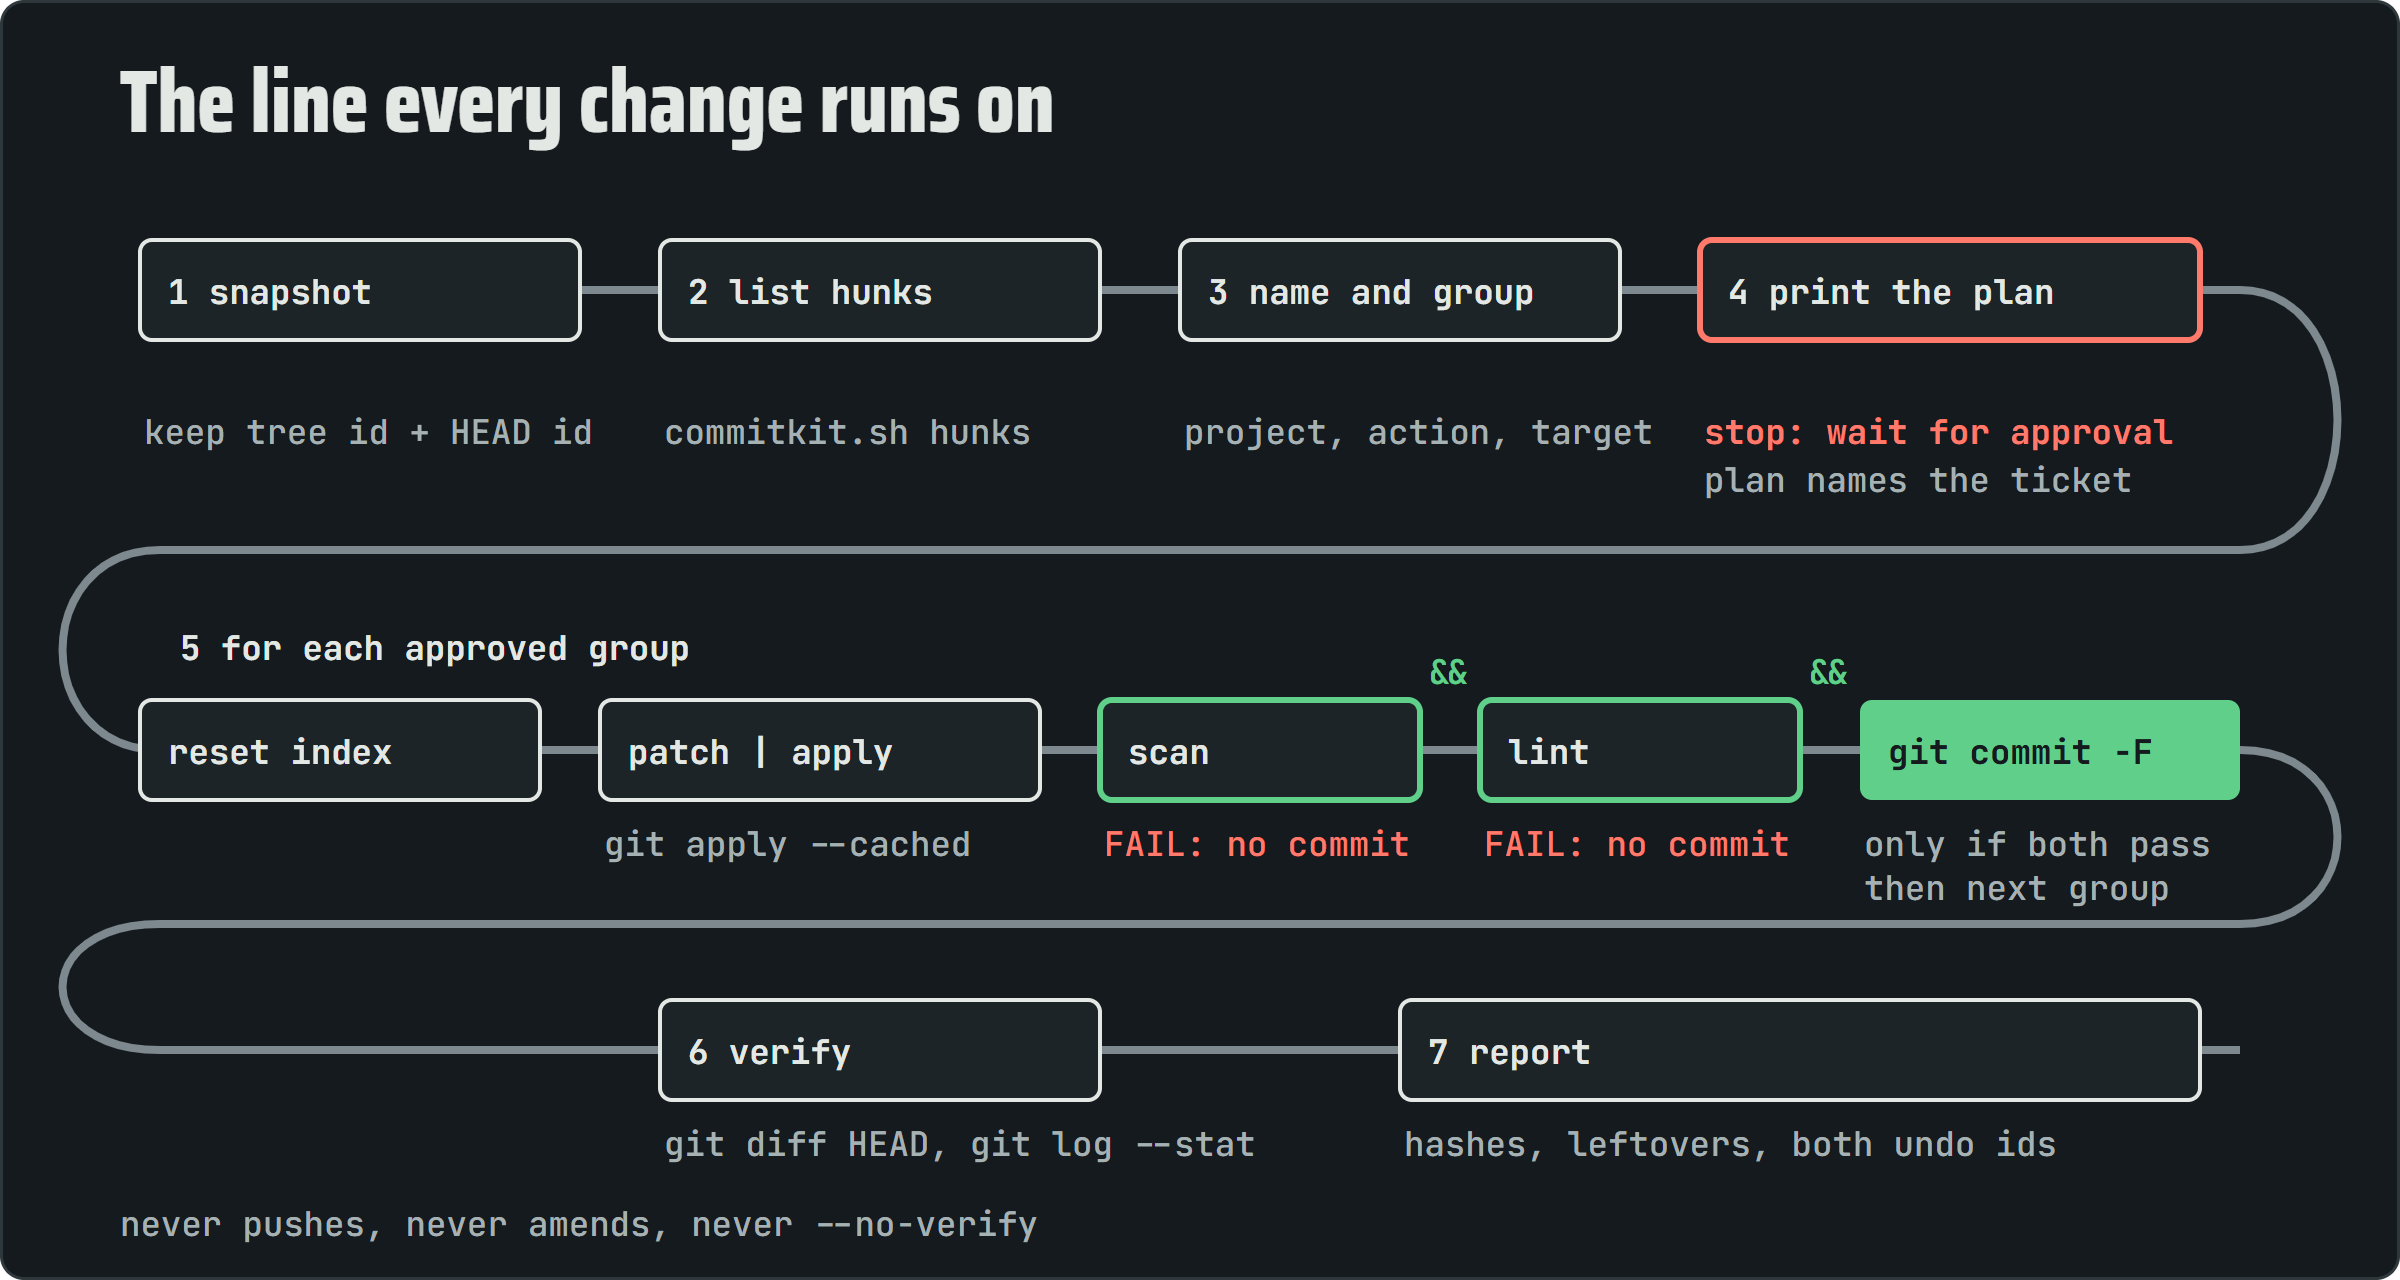 The line every change runs on
1 snapshot
2 list hunks
3 name and group
4 print the plan
keep tree id + HEAD id
commitkit.sh hunks
project, action, target
stop: wait for approval
plan names the ticket
5 for each approved group
&&
&&
reset index
patch | apply
scan
lint
git commit -F
git apply --cached
FAIL: no commit
FAIL: no commit
only if both pass
then next group
6 verify
7 report
git diff HEAD, git log --stat
hashes, leftovers, both undo ids
never pushes, never amends, never --no-verify